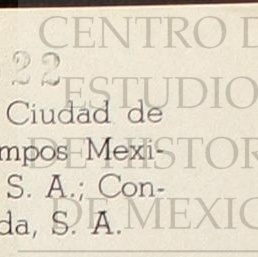 CENTRO D
22
ESTUDIO
Ciudad de
DE HISTOR
mpos Mexi-
S. A.; Con-
DE MEXIC
da, S. A.